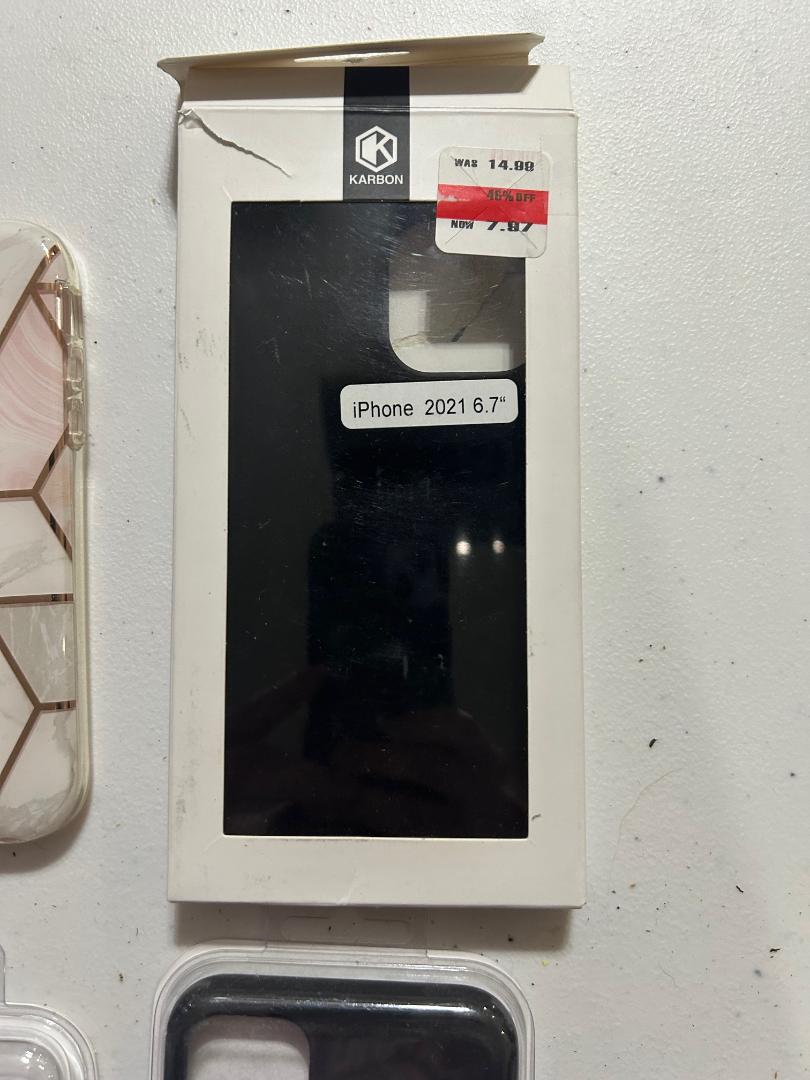 KARBON
WAS 14.99
46% OFF
NOW 7.97
iPhone 2021 6.7"